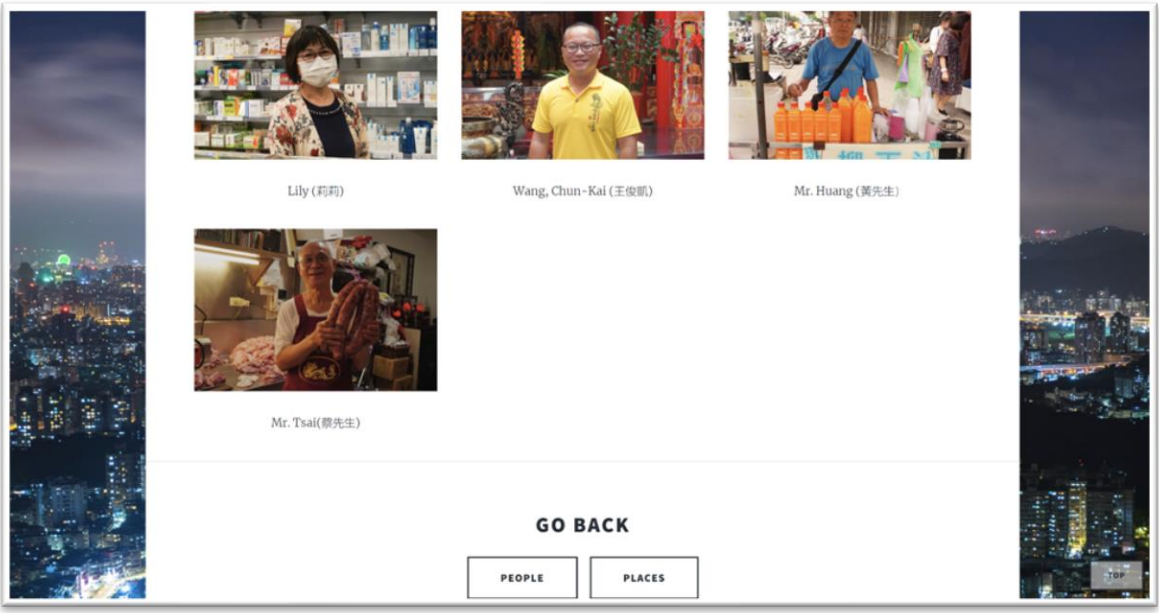 Lily (莉莉)
Wang, Chun-Kai (王俊凱)
Mr. Huang (黃先生)
Mr. Tsai(蔡先生)
GO BACK
PEOPLE
PLACES
TOP